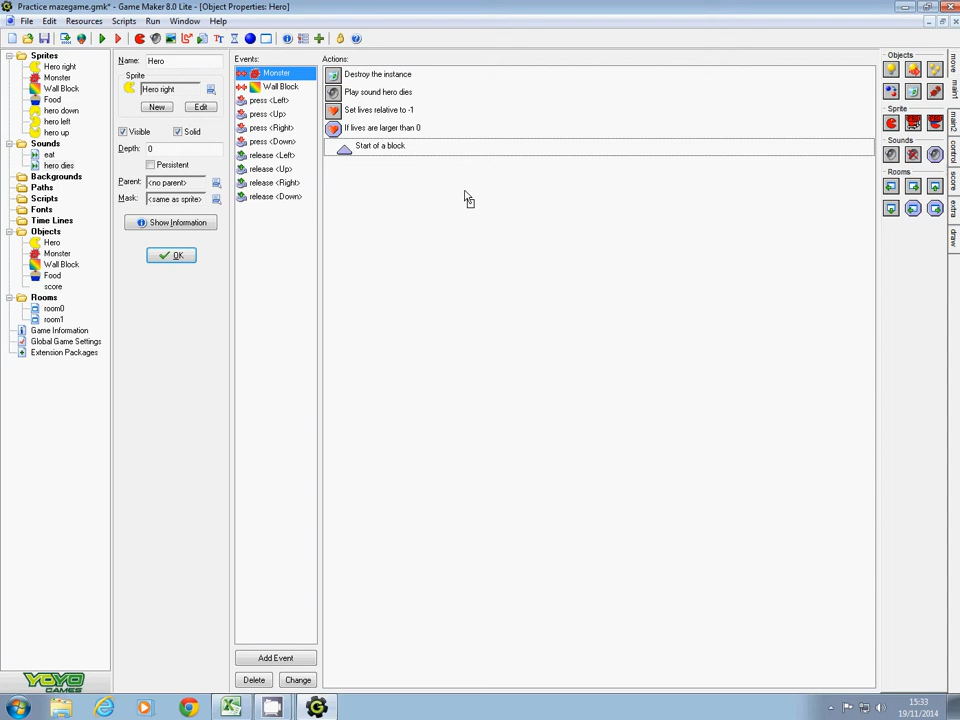 Practice mazegame.gmk* - Game Maker 8.0 Lite - [Object Properties: Hero]
File Edit Resources Scripts Run Window Help
Sprites
Hero right
Monster
Wall Block
Food
hero down
hero left
hero up
Sounds
eat
hero dies
Backgrounds
Paths
Scripts
Fonts
Time Lines
Objects
Hero
Monster
Wall Block
Food
score
Rooms
room0
room1
Game Information
Global Game Settings
Extension Packages
YOYO
GAMES
Name: Hero
Sprite
Hero right
New Edit
Visible Solid
Depth: 0
Persistent
Parent: <no parent>
Mask: <same as sprite>
Show Information
OK
Events:
Monster
Wall Block
press <Left>
press <Up>
press <Right>
press <Down>
release <Left>
release <Up>
release <Right>
release <Down>
Add Event
Delete Change
Actions:
Destroy the instance
Play sound hero dies
Set lives relative to -1
If lives are larger than 0
Start of a block
Objects
Sprite
Sounds
Rooms
move
main1
main2
control
score
extra
draw
15:33
19/11/2014